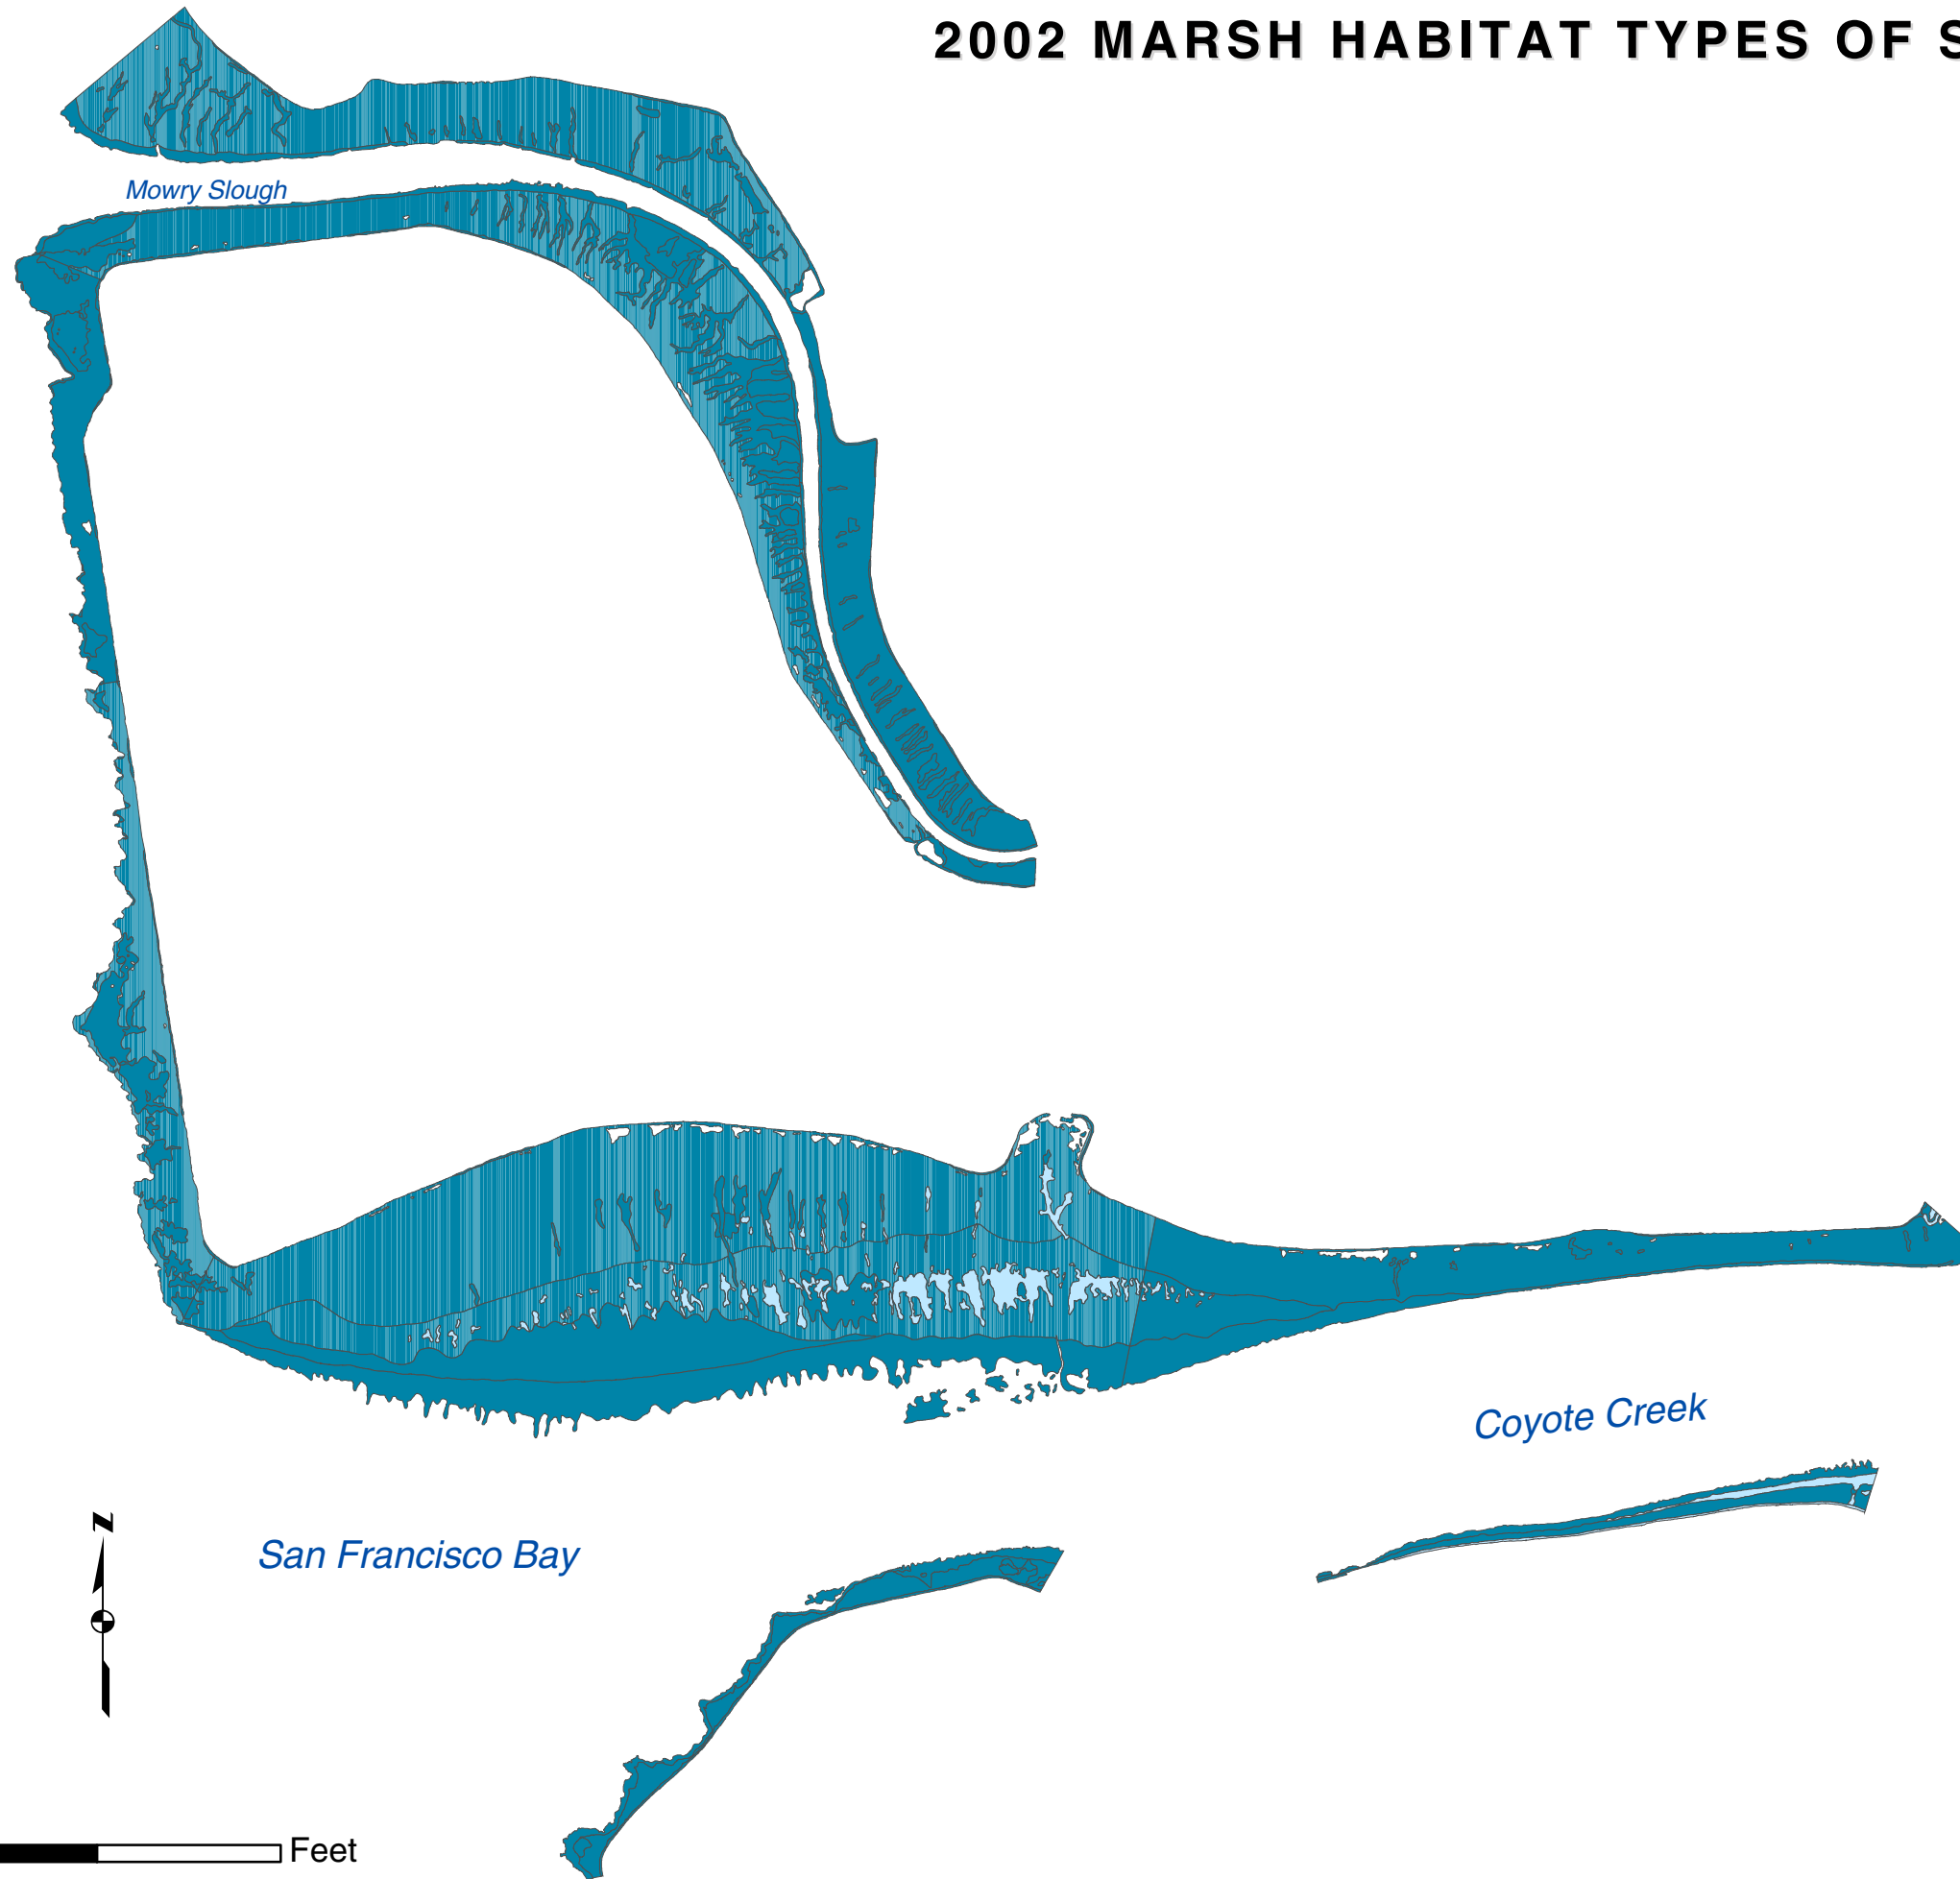 2002 MARSH HABITAT TYPES OF S
Mowry Slough
Coyote Creek
San Francisco Bay
N
Feet